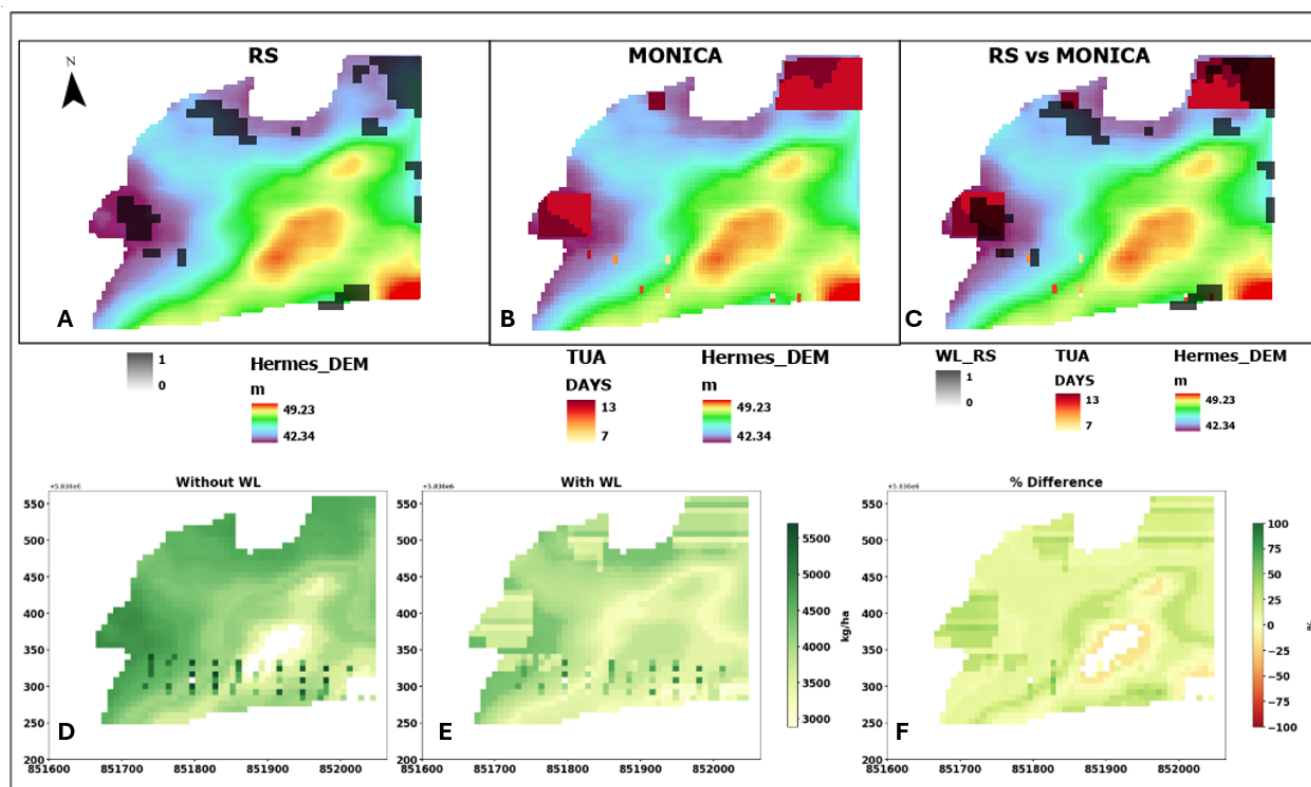 RS
MONICA
RS vs MONICA
N
A
B
C
1
0
Hermes_DEM
m
49.23
42.34
TUA
DAYS
13
7
Hermes_DEM
m
49.23
42.34
WL_RS
1
0
TUA
DAYS
13
7
Hermes_DEM
m
49.23
42.34
+5.836e6
Without WL
550
500
450
400
350
300
250
200
D
851600 851700 851800 851900 852000
+5.836e6
With WL
550
500
450
400
350
300
250
200
E
851600 851700 851800 851900 852000
5500
5000
4500
4000
3500
3000
kg/ha
+5.836e6
% Difference
550
500
450
400
350
300
250
200
F
851600 851700 851800 851900 852000
100
75
50
25
0
−25
−50
−75
−100
%